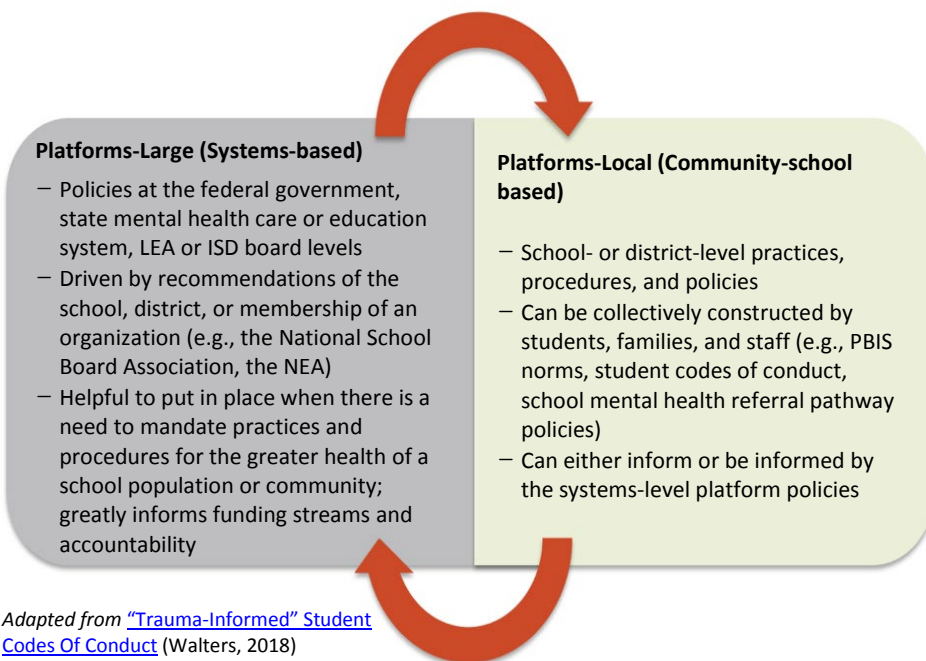 Platforms-Large (Systems-based)
– Policies at the federal government,
state mental health care or education
system, LEA or ISD board levels
– Driven by recommendations of the
school, district, or membership of an
organization (e.g., the National School
Board Association, the NEA)
– Helpful to put in place when there is a
need to mandate practices and
procedures for the greater health of a
school population or community;
greatly informs funding streams and
accountability
Platforms-Local (Community-school
based)
– School- or district-level practices,
procedures, and policies
– Can be collectively constructed by
students, families, and staff (e.g., PBIS
norms, student codes of conduct,
school mental health referral pathway
policies)
– Can either inform or be informed by
the systems-level platform policies
Adapted from “Trauma-Informed” Student
Codes Of Conduct (Walters, 2018)